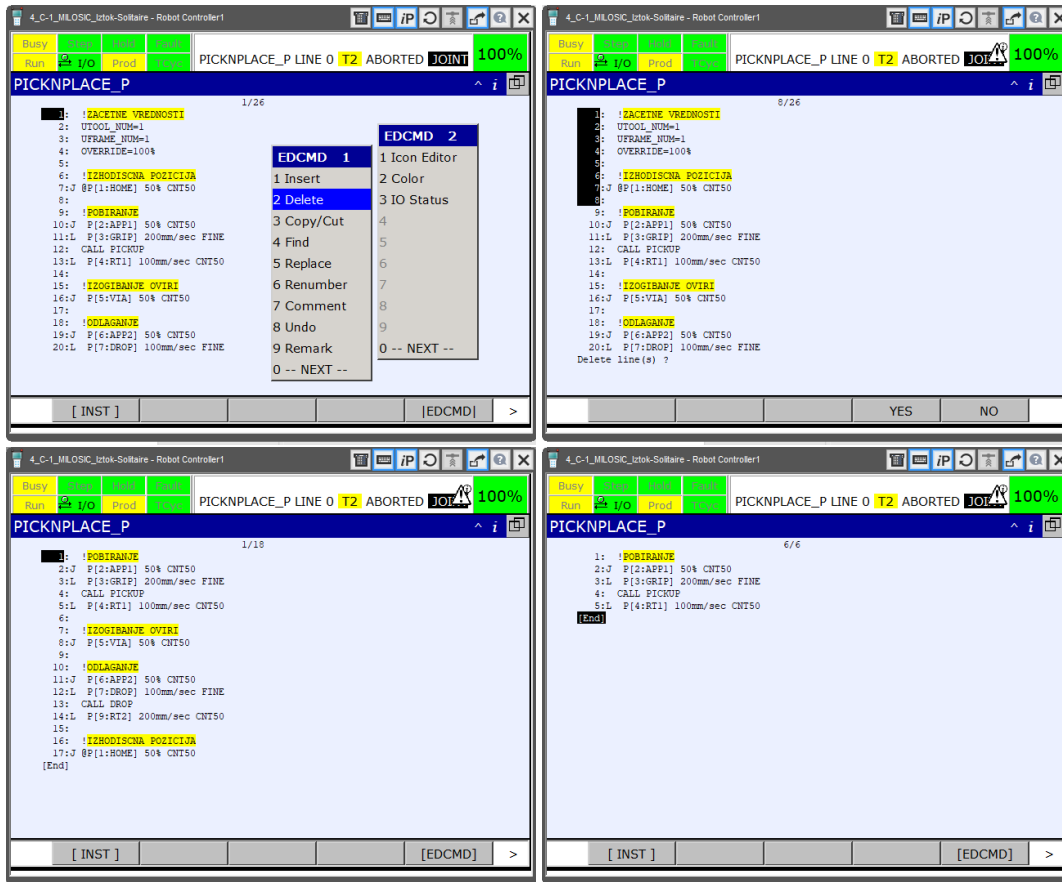 4_C-1_MILOSIC_Iztok-Solitaire - Robot Controller1
iP
Busy Step Hold Fault
Run I/O Prod TCyc
PICKNPLACE_P LINE 0 T2 ABORTED JOINT 100%
PICKNPLACE_P
1/26
1: !ZACETNE VREDNOSTI
2: UTOOL_NUM=1
3: UFRAME_NUM=1
4: OVERRIDE=100%
5:
6: !IZHODISCNA POZICIJA
7:J @P[1:HOME] 50% CNT50
8:
9: !POBIRANJE
10:J P[2:APP1] 50% CNT50
11:L P[3:GRIP] 200mm/sec FINE
12: CALL PICKUP
13:L P[4:RT1] 100mm/sec CNT50
14:
15: !IZOGIBANJE OVIRI
16:J P[5:VIA] 50% CNT50
17:
18: !ODLAGANJE
19:J P[6:APP2] 50% CNT50
20:L P[7:DROP] 100mm/sec FINE
EDCMD 1
1 Insert
2 Delete
3 Copy/Cut
4 Find
5 Replace
6 Renumber
7 Comment
8 Undo
9 Remark
0 -- NEXT --
EDCMD 2
1 Icon Editor
2 Color
3 IO Status
4
5
6
7
8
9
0 -- NEXT --
[ INST ] |EDCMD| >
4_C-1_MILOSIC_Iztok-Solitaire - Robot Controller1
iP
Busy Step Hold Fault
Run I/O Prod TCyc
PICKNPLACE_P LINE 0 T2 ABORTED 100%
PICKNPLACE_P
8/26
1: !ZACETNE VREDNOSTI
2: UTOOL_NUM=1
3: UFRAME_NUM=1
4: OVERRIDE=100%
5:
6: !IZHODISCNA POZICIJA
7:J @P[1:HOME] 50% CNT50
8:
9: !POBIRANJE
10:J P[2:APP1] 50% CNT50
11:L P[3:GRIP] 200mm/sec FINE
12: CALL PICKUP
13:L P[4:RT1] 100mm/sec CNT50
14:
15: !IZOGIBANJE OVIRI
16:J P[5:VIA] 50% CNT50
17:
18: !ODLAGANJE
19:J P[6:APP2] 50% CNT50
20:L P[7:DROP] 100mm/sec FINE
Delete line(s) ?
YES NO
4_C-1_MILOSIC_Iztok-Solitaire - Robot Controller1
iP
Busy Step Hold Fault
Run I/O Prod TCyc
PICKNPLACE_P LINE 0 T2 ABORTED 100%
PICKNPLACE_P
1/18
1: !POBIRANJE
2:J P[2:APP1] 50% CNT50
3:L P[3:GRIP] 200mm/sec FINE
4: CALL PICKUP
5:L P[4:RT1] 100mm/sec CNT50
6:
7: !IZOGIBANJE OVIRI
8:J P[5:VIA] 50% CNT50
9:
10: !ODLAGANJE
11:J P[6:APP2] 50% CNT50
12:L P[7:DROP] 100mm/sec FINE
13: CALL DROP
14:L P[9:RT2] 200mm/sec CNT50
15:
16: !IZHODISCNA POZICIJA
17:J @P[1:HOME] 50% CNT50
[End]
[ INST ] [EDCMD] >
4_C-1_MILOSIC_Iztok-Solitaire - Robot Controller1
iP
Busy Step Hold Fault
Run I/O Prod TCyc
PICKNPLACE_P LINE 0 T2 ABORTED 100%
PICKNPLACE_P
6/6
1: !POBIRANJE
2:J P[2:APP1] 50% CNT50
3:L P[3:GRIP] 200mm/sec FINE
4: CALL PICKUP
5:L P[4:RT1] 100mm/sec CNT50
[End]
[ INST ] [EDCMD] >